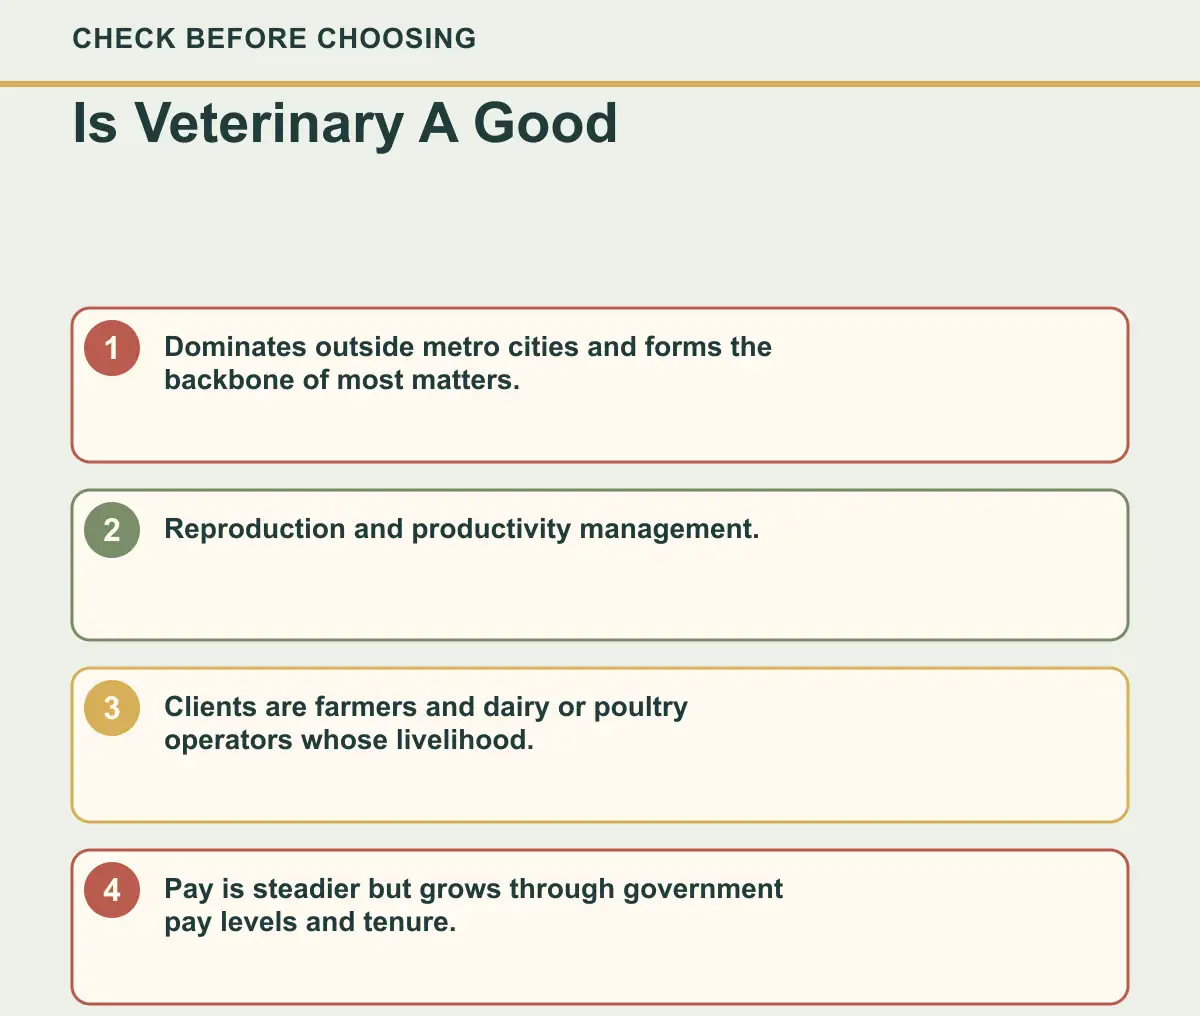 CHECK BEFORE CHOOSING
Is Veterinary A Good
1
Dominates outside metro cities and forms the
backbone of most matters.
2
Reproduction and productivity management.
3
Clients are farmers and dairy or poultry
operators whose livelihood.
4
Pay is steadier but grows through government
pay levels and tenure.